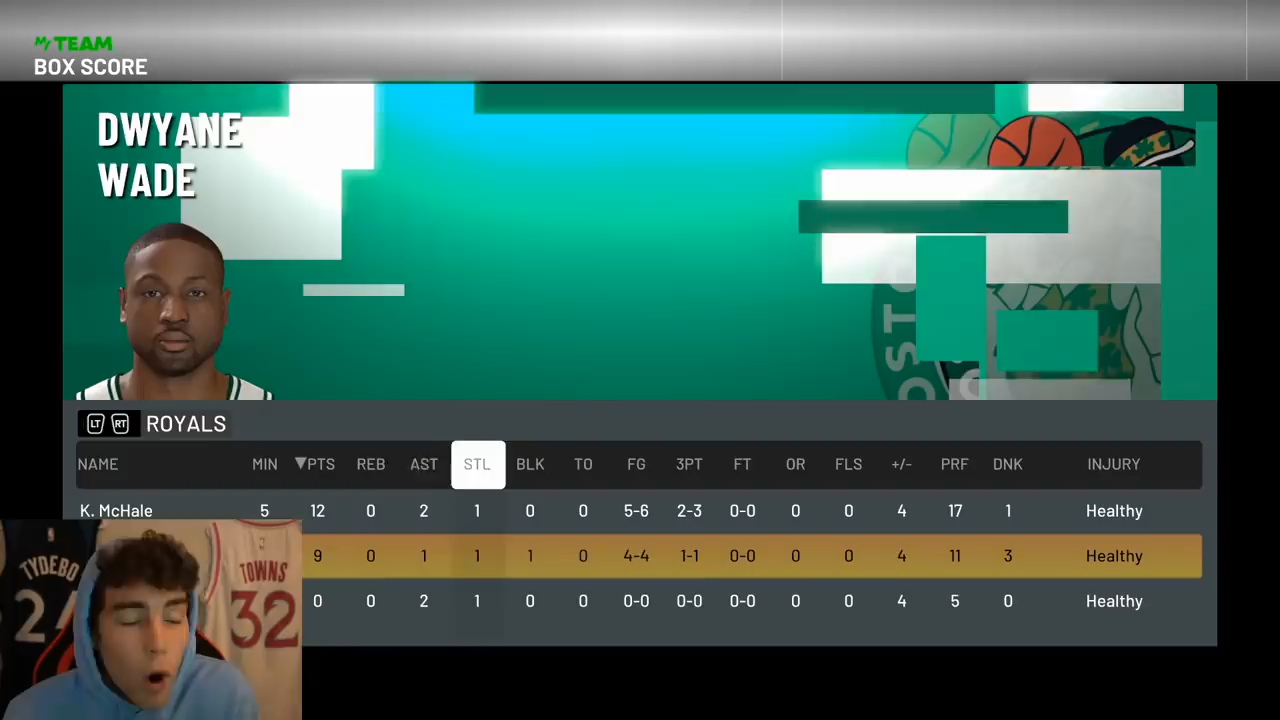 MyTEAM
BOX SCORE
DWYANE
WADE
LT RT ROYALS
NAME MIN ▼PTS REB AST STL BLK TO FG 3PT FT OR FLS +/- PRF DNK INJURY
K. McHale 5 12 0 2 1 0 0 5-6 2-3 0-0 0 0 4 17 1 Healthy
9 0 1 1 1 0 4-4 1-1 0-0 0 0 4 11 3 Healthy
0 0 2 1 0 0 0-0 0-0 0-0 0 0 4 5 0 Healthy
TOWNS
32